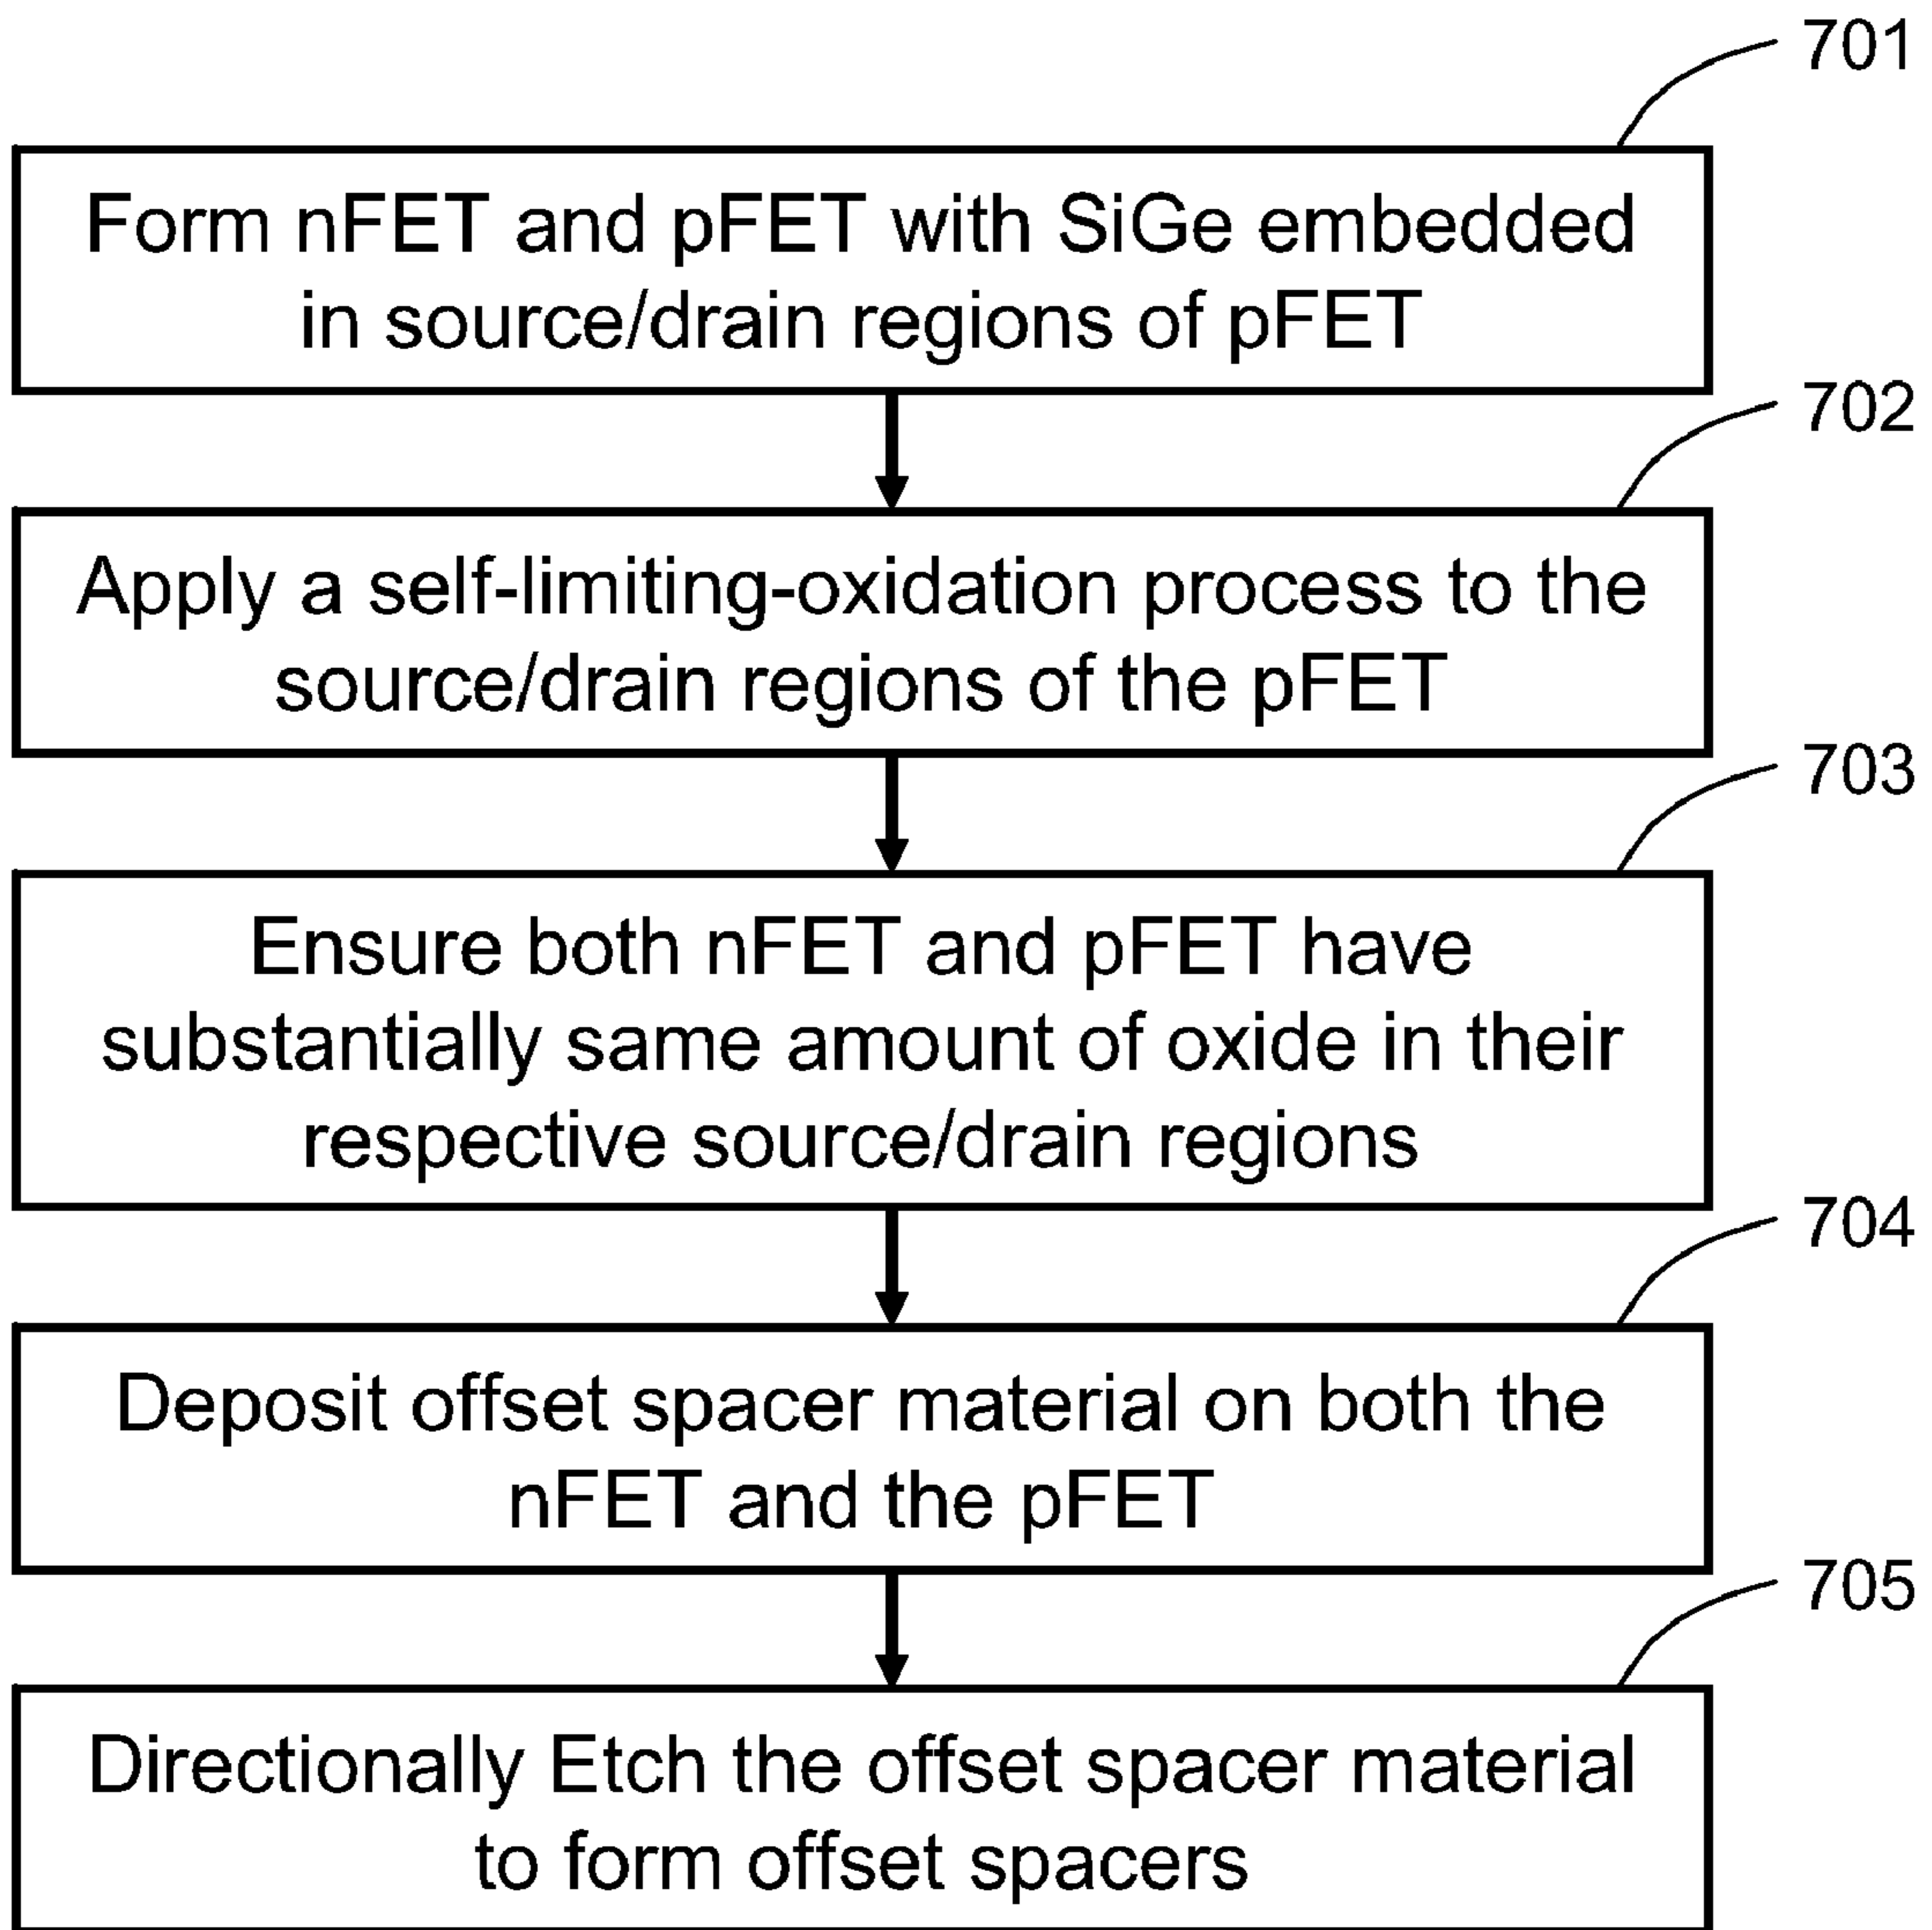 701
Form nFET and pFET with SiGe embedded
in source/drain regions of pFET
702
Apply a self-limiting-oxidation process to the
source/drain regions of the pFET
703
Ensure both nFET and pFET have
substantially same amount of oxide in their
respective source/drain regions
704
Deposit offset spacer material on both the
nFET and the pFET
705
Directionally Etch the offset spacer material
to form offset spacers